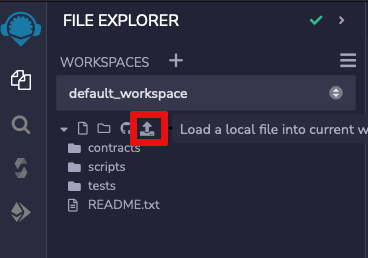 FILE EXPLORER
WORKSPACES
default_workspace
Load a local file into current w
contracts
scripts
tests
README.txt